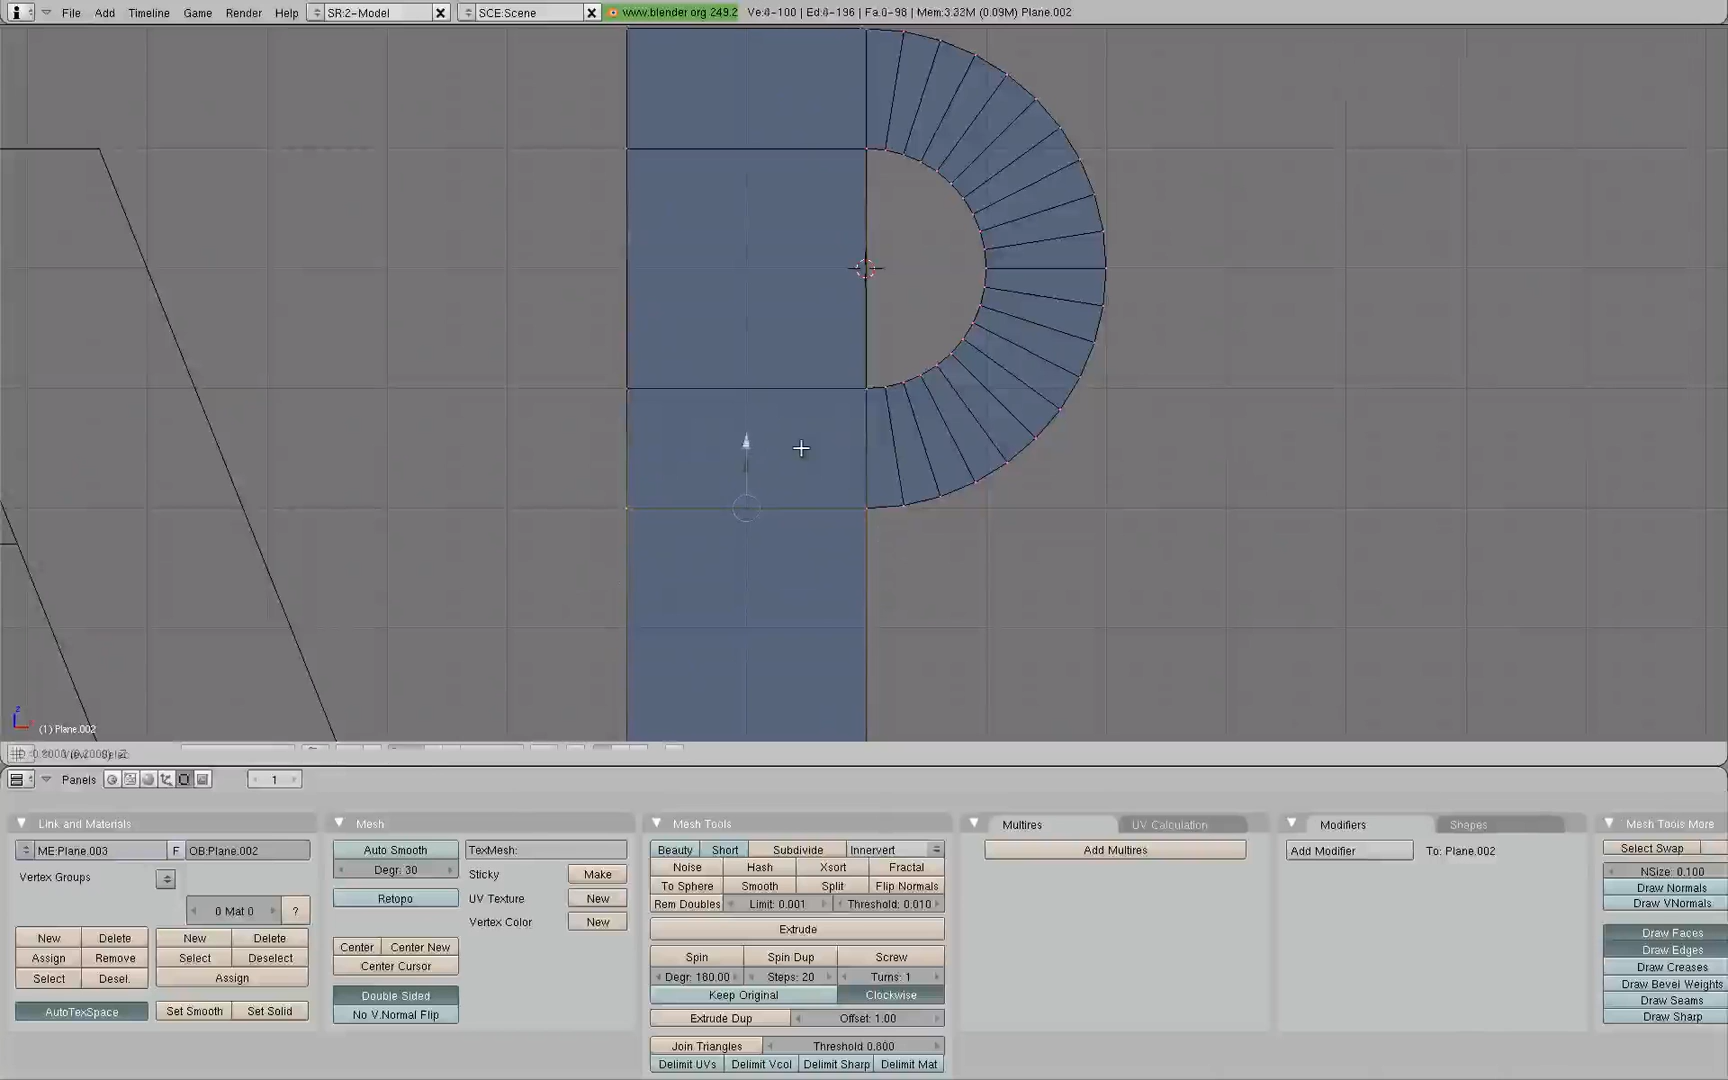 File Add Timeline Game Render Help SR:2-Model SCE:Scene www.blender.org 249.2 Ve:0-100 | Ed:0-196 | Fa:0-98 | Mem:3.32M (0.09M) Plane.002
z
(1) Plane.002
Panels 1
Link and Materials
ME:Plane.003 F OB:Plane.002
Vertex Groups
0 Mat 0 ?
New Delete New Delete
Assign Remove Select Deselect
Select Desel. Assign
AutoTexSpace Set Smooth Set Solid
Mesh
Auto Smooth TexMesh:
Degr: 30 Sticky Make
Retopo UV Texture New
Vertex Color New
Center Center New
Center Cursor
Double Sided
No V.Normal Flip
Mesh Tools
Beauty Short Subdivide Innervert
Noise Hash Xsort Fractal
To Sphere Smooth Split Flip Normals
Rem Doubles Limit: 0.001 Threshold: 0.010
Extrude
Spin Spin Dup Screw
Degr: 180.00 Steps: 20 Turns: 1
Keep Original Clockwise
Extrude Dup Offset: 1.00
Join Triangles Threshold 0.800
Delimit UVs Delimit Vcol Delimit Sharp Delimit Mat
Multires UV Calculation
Add Multires
Modifiers Shapes
Add Modifier To: Plane.002
Mesh Tools More
Select Swap
NSize: 0.100
Draw Normals
Draw VNormals
Draw Faces
Draw Edges
Draw Creases
Draw Bevel Weights
Draw Seams
Draw Sharp